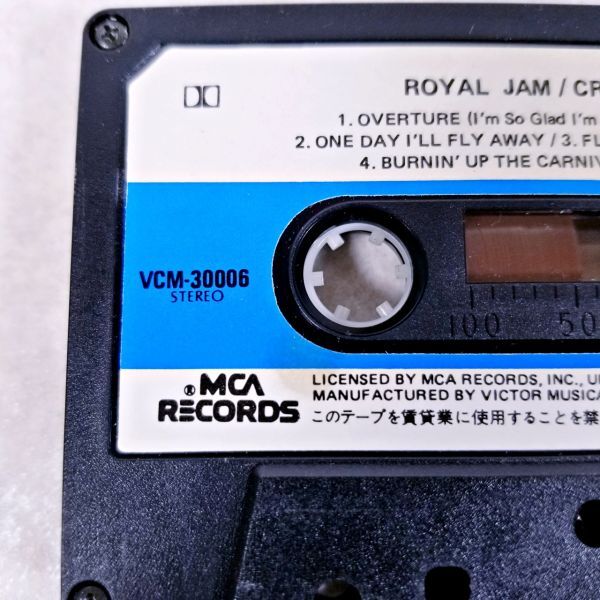 ROYAL JAM / CR
1. OVERTURE (I'm So Glad I'm
2. ONE DAY I'LL FLY AWAY / 3. FL
4. BURNIN' UP THE CARNIV
VCM-30006
STEREO
100 50
® MCA RECORDS
LICENSED BY MCA RECORDS, INC., U
MANUFACTURED BY VICTOR MUSICA
このテープを賃貸業に使用することを禁